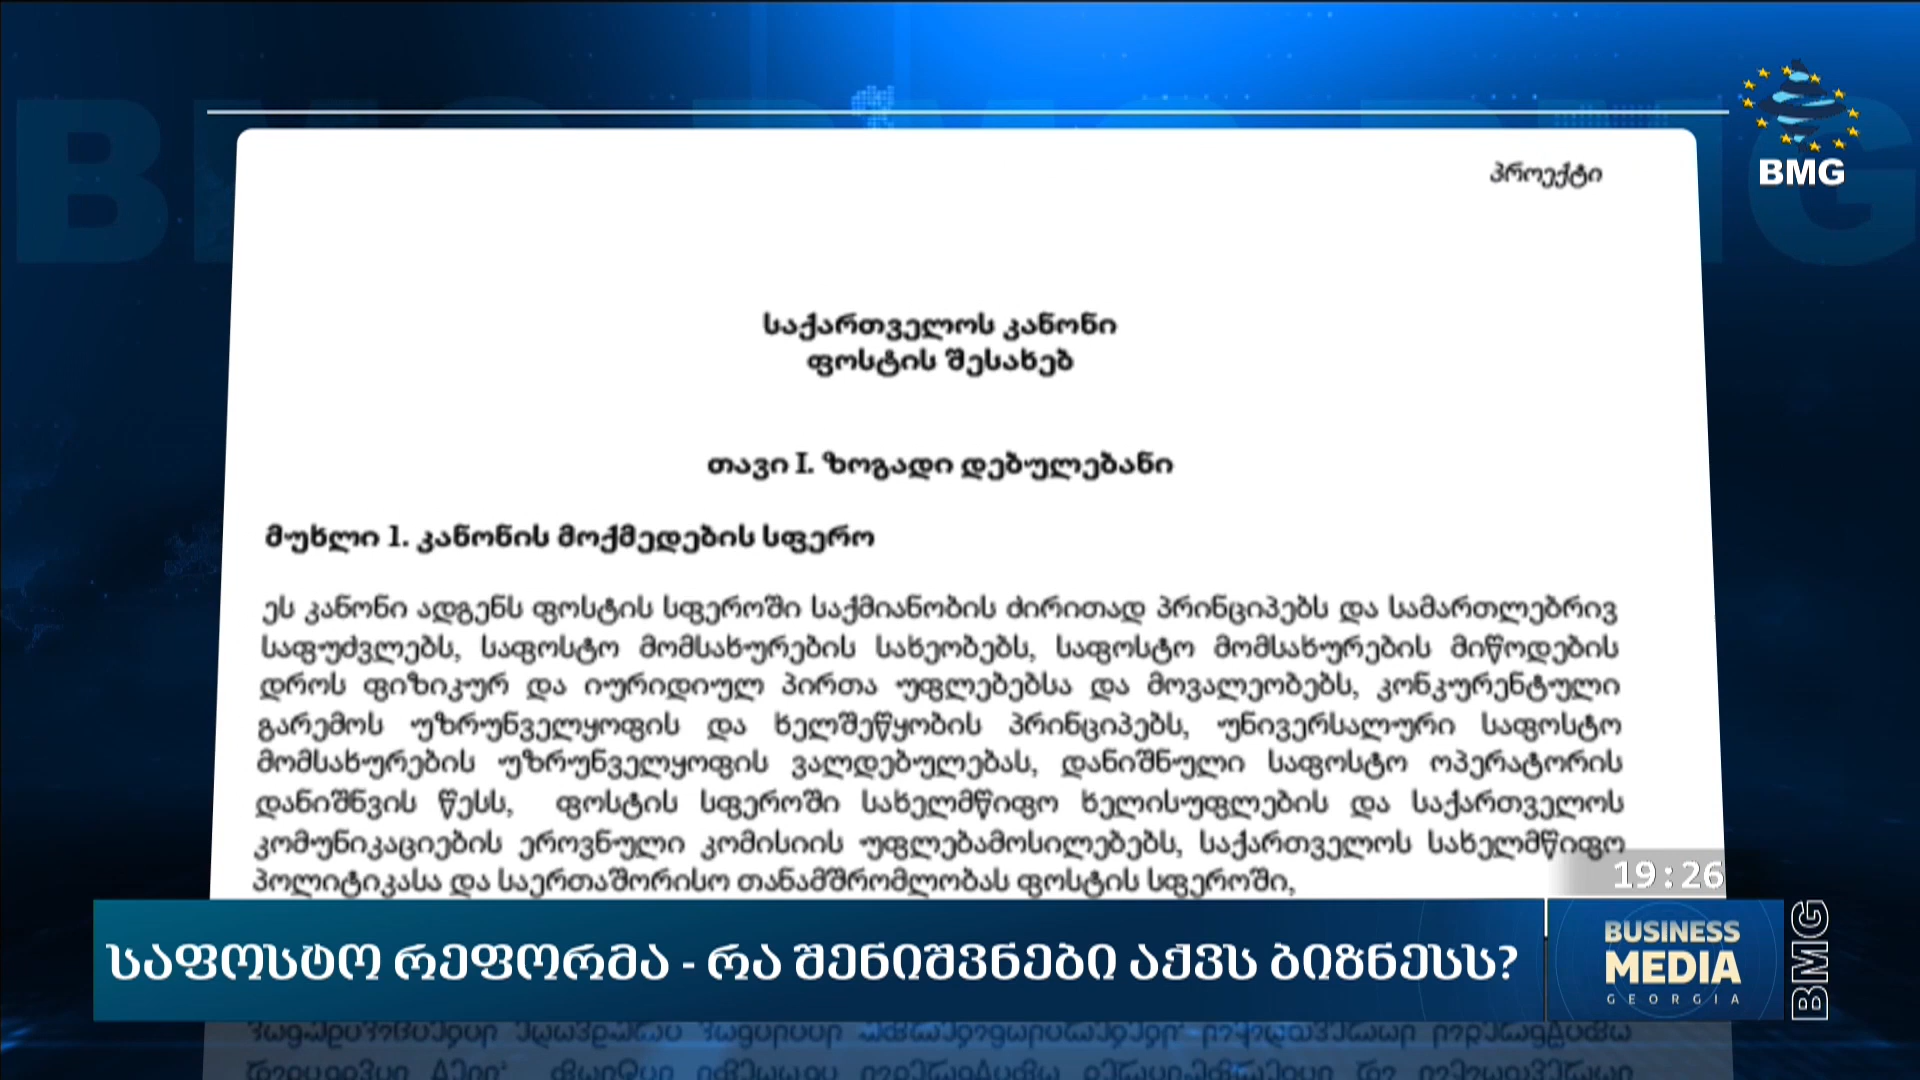 BMG
პროექტი
საქართველოს კანონი
ფოსტის შესახებ
თავი I. ზოგადი დებულებანი
მუხლი 1. კანონის მოქმედების სფერო
ეს კანონი ადგენს ფოსტის სფეროში საქმიანობის ძირითად პრინციპებს და სამართლებრივ
საფუძვლებს, საფოსტო მომსახურების სახეობებს, საფოსტო მომსახურების მიწოდების
დროს ფიზიკურ და იურიდიულ პირთა უფლებებსა და მოვალეობებს, კონკურენტული
გარემოს უზრუნველყოფის და ხელშეწყობის პრინციპებს, უნივერსალური საფოსტო
მომსახურების უზრუნველყოფის ვალდებულებას, დანიშნული საფოსტო ოპერატორის
დანიშნვის წესს, ფოსტის სფეროში სახელმწიფო ხელისუფლების და საქართველოს
კომუნიკაციების ეროვნული კომისიის უფლებამოსილებებს, საქართველოს სახელმწიფო
პოლიტიკასა და საერთაშორისო თანამშრომლობას ფოსტის სფეროში,
19:26
საფოსტო რეფორმა - რა შენიშვნები აქვს ბიზნესს?
BUSINESS
MEDIA
GEORGIA
BMG